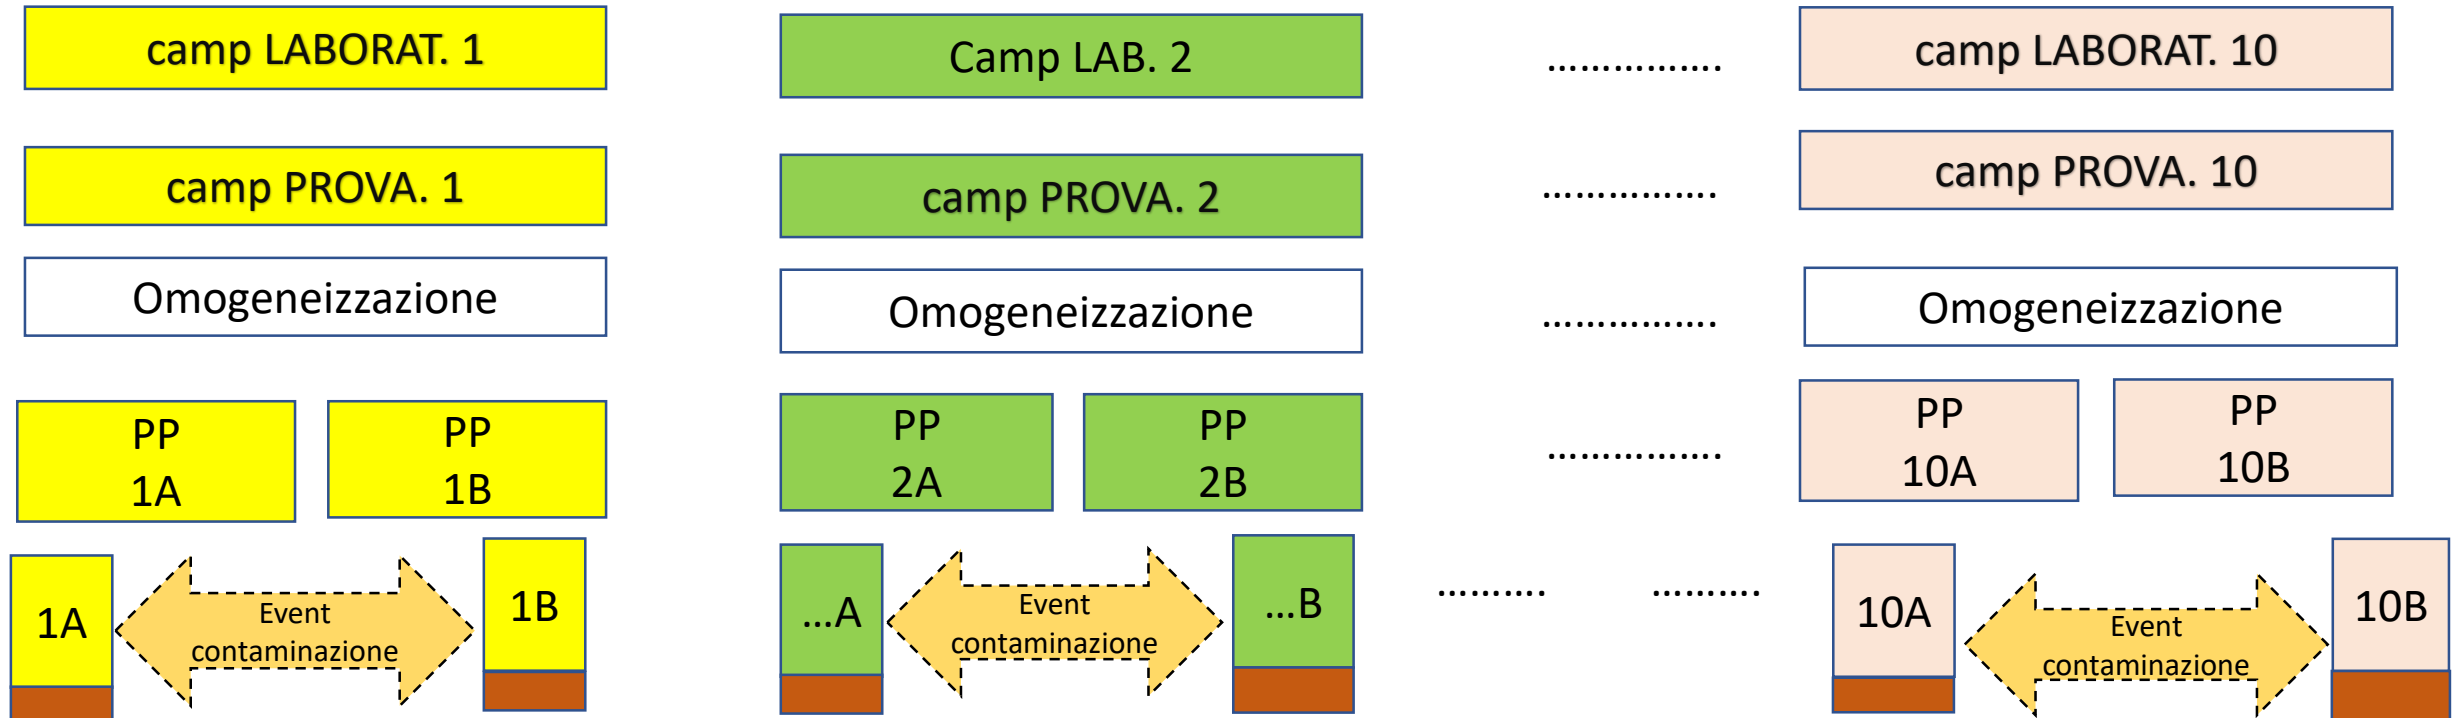 camp LABORAT. 1
Camp LAB. 2
…………….
camp LABORAT. 10
camp PROVA. 1
camp PROVA. 2
…………….
camp PROVA. 10
Omogeneizzazione
Omogeneizzazione
…………….
Omogeneizzazione
PP
1A
PP
1B
PP
2A
PP
2B
…………….
PP
10A
PP
10B
1A
Event
contaminazione
1B
…A
Event
contaminazione
…B
……….
……….
10A
Event
contaminazione
10B